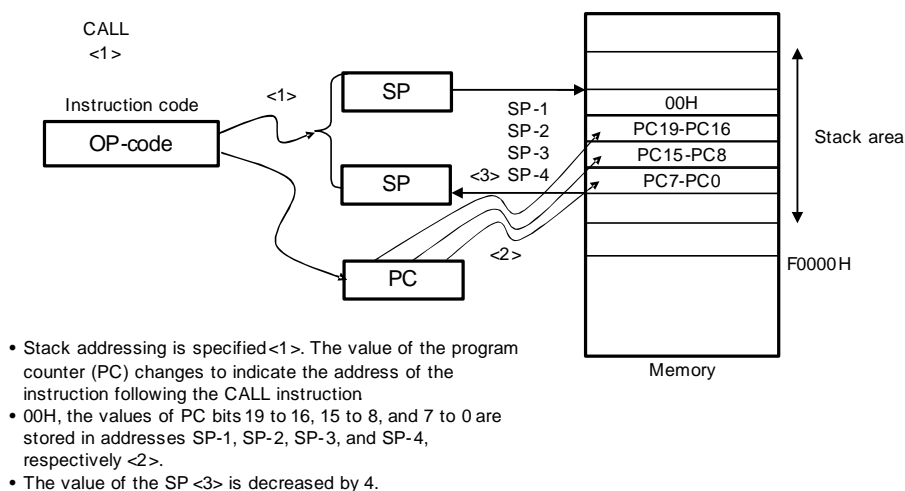 CALL
<1>
Instruction code
OP-code
<1>
SP
SP
<3>
PC
<2>
SP-1
SP-2
SP-3
SP-4
00H
PC19-PC16
PC15-PC8
PC7-PC0
Stack area
F0000H
Memory
• Stack addressing is specified <1>. The value of the program
counter (PC) changes to indicate the address of the
instruction following the CALL instruction
• 00H, the values of PC bits 19 to 16, 15 to 8, and 7 to 0 are
stored in addresses SP-1, SP-2, SP-3, and SP-4,
respectively <2>.
• The value of the SP <3> is decreased by 4.